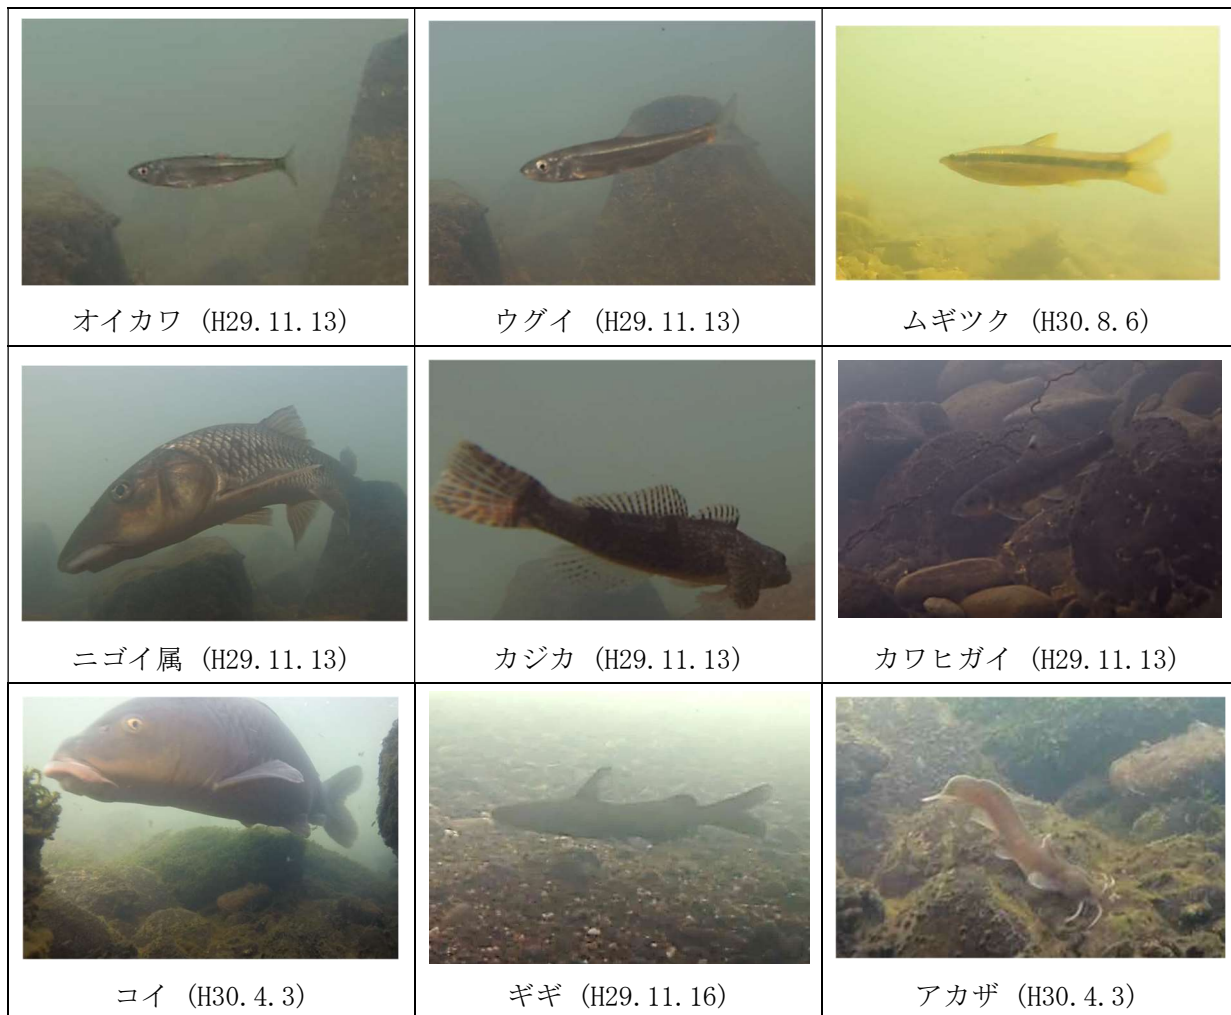 オイカワ (H29.11.13)
ウグイ (H29.11.13)
ムギツク (H30.8.6)
ニゴイ属 (H29.11.13)
カジカ (H29.11.13)
カワヒガイ (H29.11.13)
コイ (H30.4.3)
ギギ (H29.11.16)
アカザ (H30.4.3)